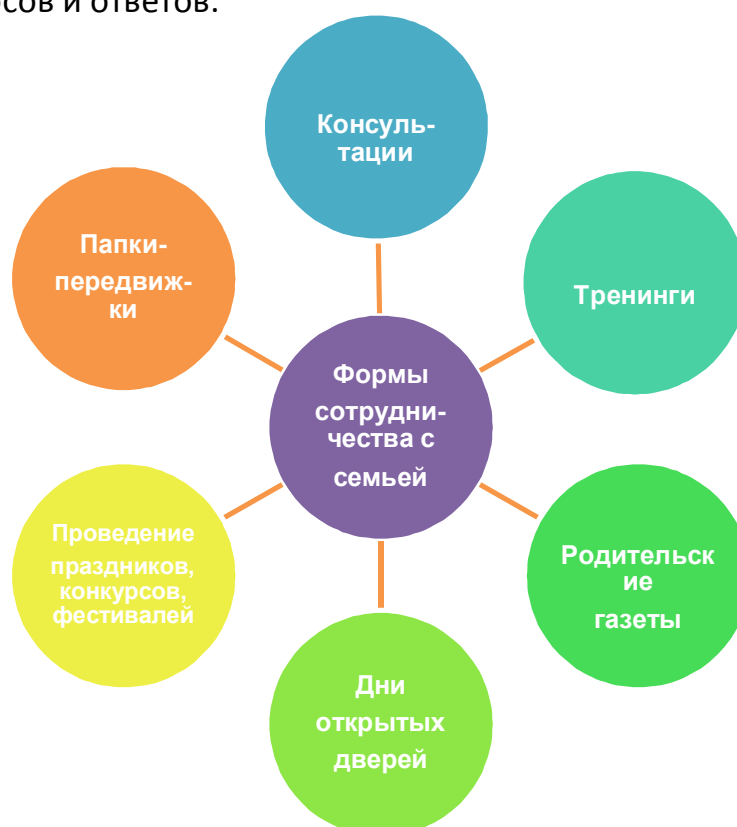 и ответов.
Консуль-
тации
Папки-
передвиж-
ки
Тренинги
Формы
сотрудни-
чества с
семьей
Проведение
праздников,
конкурсов,
фестивалей
Родительск
ие
газеты
Дни
открытых
дверей